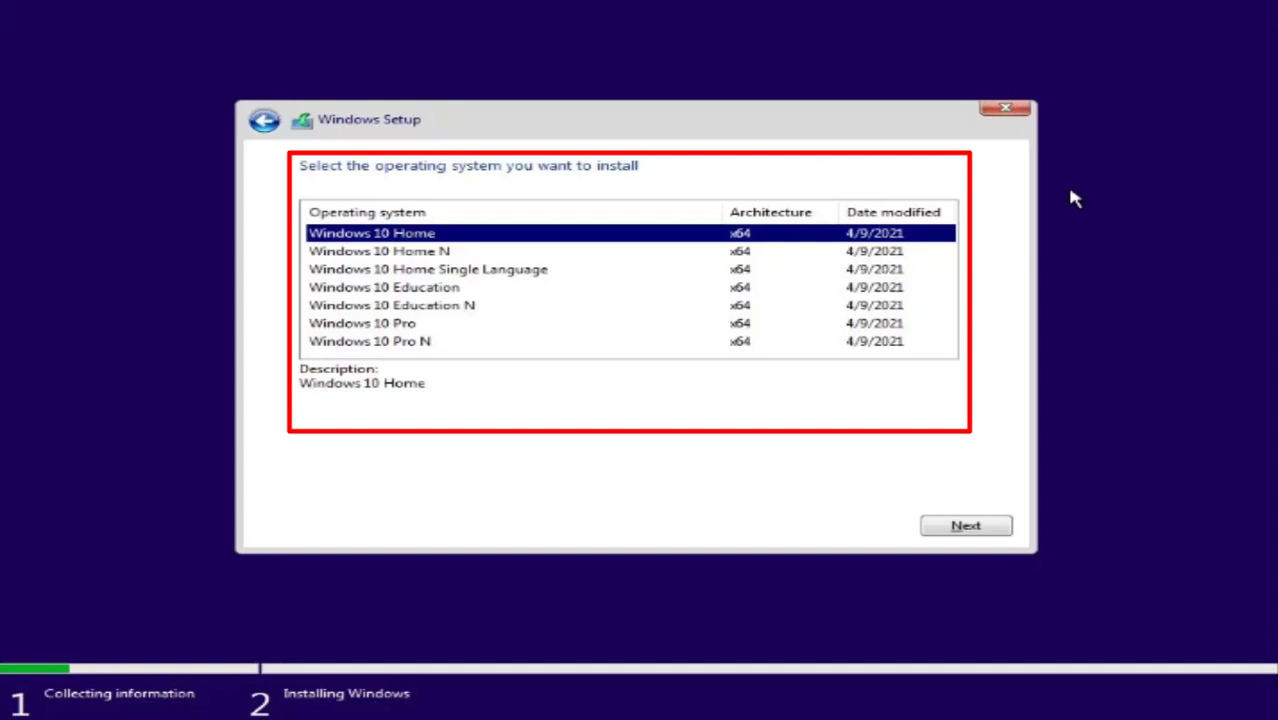 Windows Setup
Select the operating system you want to install
Operating system Architecture Date modified
Windows 10 Home x64 4/9/2021
Windows 10 Home N x64 4/9/2021
Windows 10 Home Single Language x64 4/9/2021
Windows 10 Education x64 4/9/2021
Windows 10 Education N x64 4/9/2021
Windows 10 Pro x64 4/9/2021
Windows 10 Pro N x64 4/9/2021
Description:
Windows 10 Home
Next
1 Collecting information 2 Installing Windows